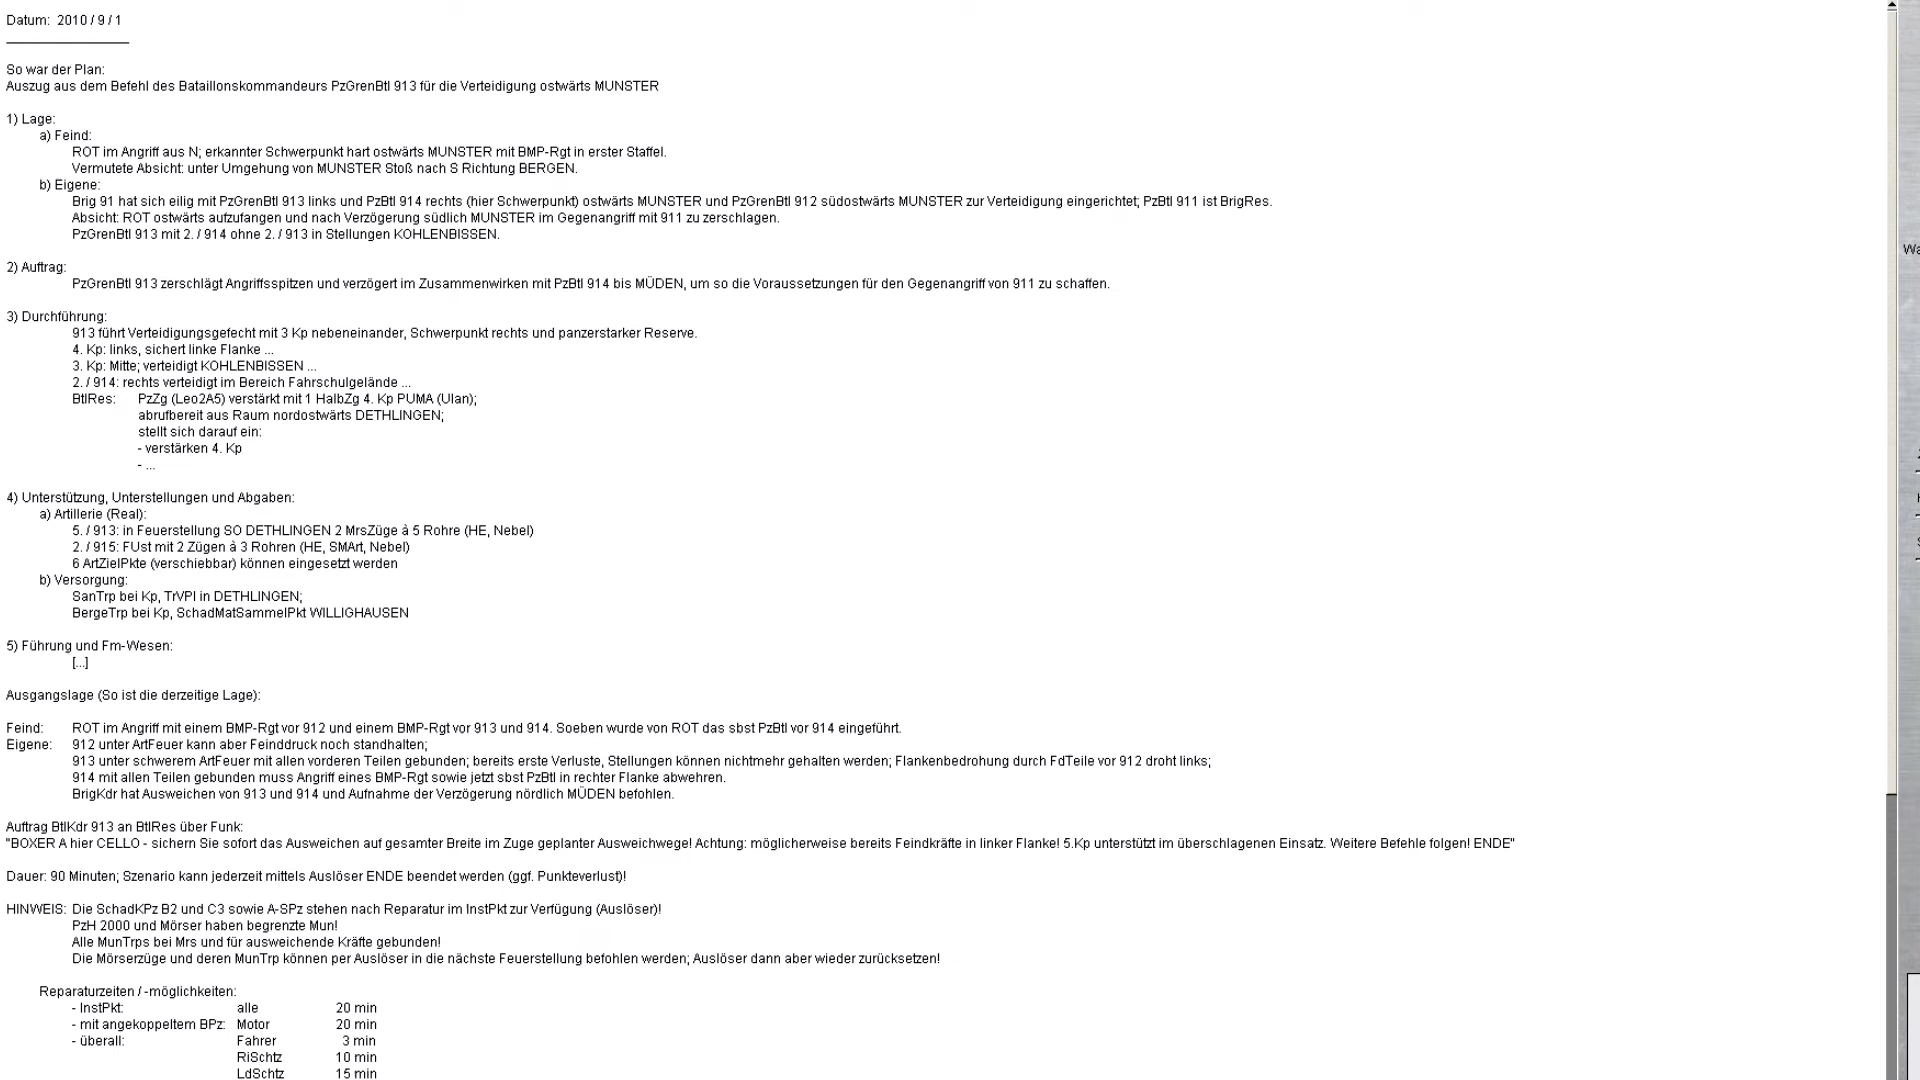 Datum: 2010 / 9 / 1
So war der Plan:
Auszug aus dem Befehl des Bataillonskommandeurs PzGrenBtl 913 für die Verteidigung ostwärts MUNSTER
1) Lage:
a) Feind:
ROT im Angriff aus N; erkannter Schwerpunkt hart ostwärts MUNSTER mit BMP-Rgt in erster Staffel.
Vermutete Absicht: unter Umgehung von MUNSTER Stoß nach S Richtung BERGEN.
b) Eigene:
Brig 91 hat sich eilig mit PzGrenBtl 913 links und PzBtl 914 rechts (hier Schwerpunkt) ostwärts MUNSTER und PzGrenBtl 912 südostwärts MUNSTER zur Verteidigung eingerichtet; PzBtl 911 ist BrigRes.
Absicht: ROT ostwärts aufzufangen und nach Verzögerung südlich MUNSTER im Gegenangriff mit 911 zu zerschlagen.
PzGrenBtl 913 mit 2. / 914 ohne 2. / 913 in Stellungen KOHLENBISSEN.
2) Auftrag:
PzGrenBtl 913 zerschlägt Angriffsspitzen und verzögert im Zusammenwirken mit PzBtl 914 bis MÜDEN, um so die Voraussetzungen für den Gegenangriff von 911 zu schaffen.
3) Durchführung:
913 führt Verteidigungsgefecht mit 3 Kp nebeneinander, Schwerpunkt rechts und panzerstarker Reserve.
4. Kp: links, sichert linke Flanke ...
3. Kp: Mitte; verteidigt KOHLENBISSEN ...
2. / 914: rechts verteidigt im Bereich Fahrschulgelände ...
BtlRes: PzZg (Leo2A5) verstärkt mit 1 HalbZg 4. Kp PUMA (Ulan);
abrufbereit aus Raum nordostwärts DETHLINGEN;
stellt sich darauf ein:
- verstärken 4. Kp
- ...
4) Unterstützung, Unterstellungen und Abgaben:
a) Artillerie (Real):
5. / 913: in Feuerstellung SO DETHLINGEN 2 MrsZüge à 5 Rohre (HE, Nebel)
2. / 915: FUst mit 2 Zügen à 3 Rohren (HE, SMArt, Nebel)
6 ArtZielPkte (verschiebbar) können eingesetzt werden
b) Versorgung:
SanTrp bei Kp, TrVPl in DETHLINGEN;
BergeTrp bei Kp, SchadMatSammelPkt WILLIGHAUSEN
5) Führung und Fm-Wesen:
[...]
Ausgangslage (So ist die derzeitige Lage):
Feind: ROT im Angriff mit einem BMP-Rgt vor 912 und einem BMP-Rgt vor 913 und 914. Soeben wurde von ROT das sbst PzBtl vor 914 eingeführt.
Eigene: 912 unter ArtFeuer kann aber Feinddruck noch standhalten;
913 unter schwerem ArtFeuer mit allen vorderen Teilen gebunden; bereits erste Verluste, Stellungen können nichtmehr gehalten werden; Flankenbedrohung durch FdTeile vor 912 droht links;
914 mit allen Teilen gebunden muss Angriff eines BMP-Rgt sowie jetzt sbst PzBtl in rechter Flanke abwehren.
BrigKdr hat Ausweichen von 913 und 914 und Aufnahme der Verzögerung nördlich MÜDEN befohlen.
Auftrag BtlKdr 913 an BtlRes über Funk:
"BOXER A hier CELLO - sichern Sie sofort das Ausweichen auf gesamter Breite im Zuge geplanter Ausweichwege! Achtung: möglicherweise bereits Feindkräfte in linker Flanke! 5.Kp unterstützt im überschlagenen Einsatz. Weitere Befehle folgen! ENDE"
Dauer: 90 Minuten; Szenario kann jederzeit mittels Auslöser ENDE beendet werden (ggf. Punkteverlust)!
HINWEIS: Die SchadKPz B2 und C3 sowie A-SPz stehen nach Reparatur im InstPkt zur Verfügung (Auslöser)!
PzH 2000 und Mörser haben begrenzte Mun!
Alle MunTrps bei Mrs und für ausweichende Kräfte gebunden!
Die Mörserzüge und deren MunTrp können per Auslöser in die nächste Feuerstellung befohlen werden; Auslöser dann aber wieder zurücksetzen!
Reparaturzeiten / -möglichkeiten:
- InstPkt: alle 20 min
- mit angekoppeltem BPz: Motor 20 min
- überall: Fahrer 3 min
RiSchtz 10 min
LdSchtz 15 min